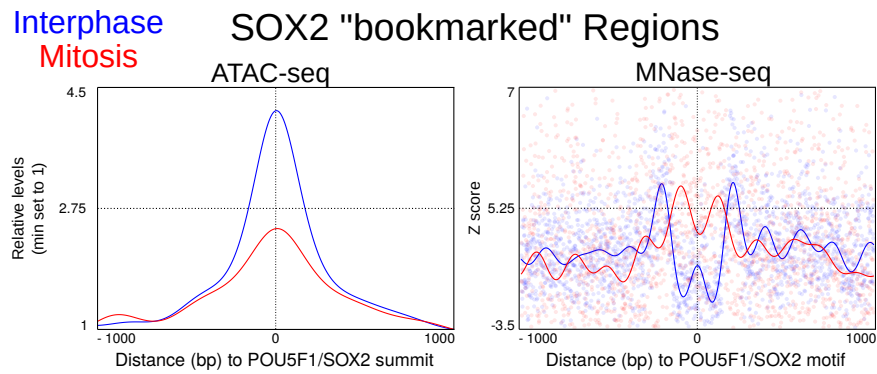 Interphase
Mitosis
SOX2 "bookmarked" Regions
ATAC-seq
4.5
2.75
1
Relative levels
(min set to 1)
- 1000
0
1000
Distance (bp) to POU5F1/SOX2 summit
MNase-seq
7
5.25
-3.5
Z score
- 1000
0
1000
Distance (bp) to POU5F1/SOX2 motif